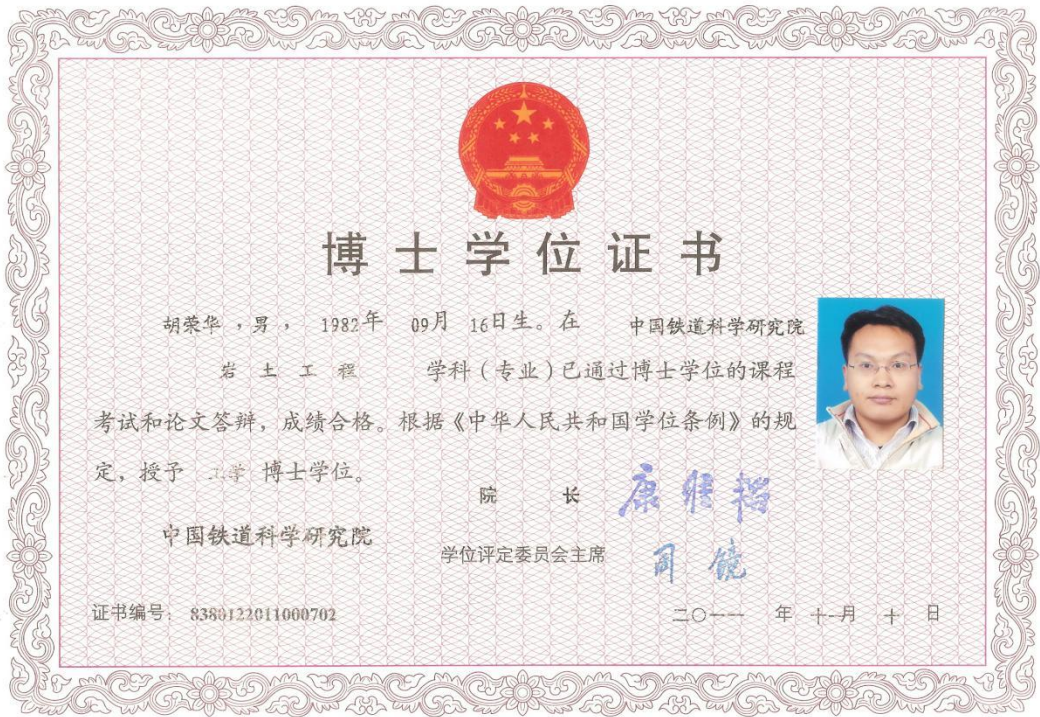 博士学位证书
胡荣华，男， 1982年 09月 16日生。在 中国铁道科学研究院
岩土工程 学科（专业）已通过博士学位的课程
考试和论文答辩，成绩合格。根据《中华人民共和国学位条例》的规
定，授予 工学 博士学位。
院 长
中国铁道科学研究院
学位评定委员会主席 周镜
证书编号： 8380122011000702
二〇一一 年 十一月 十 日